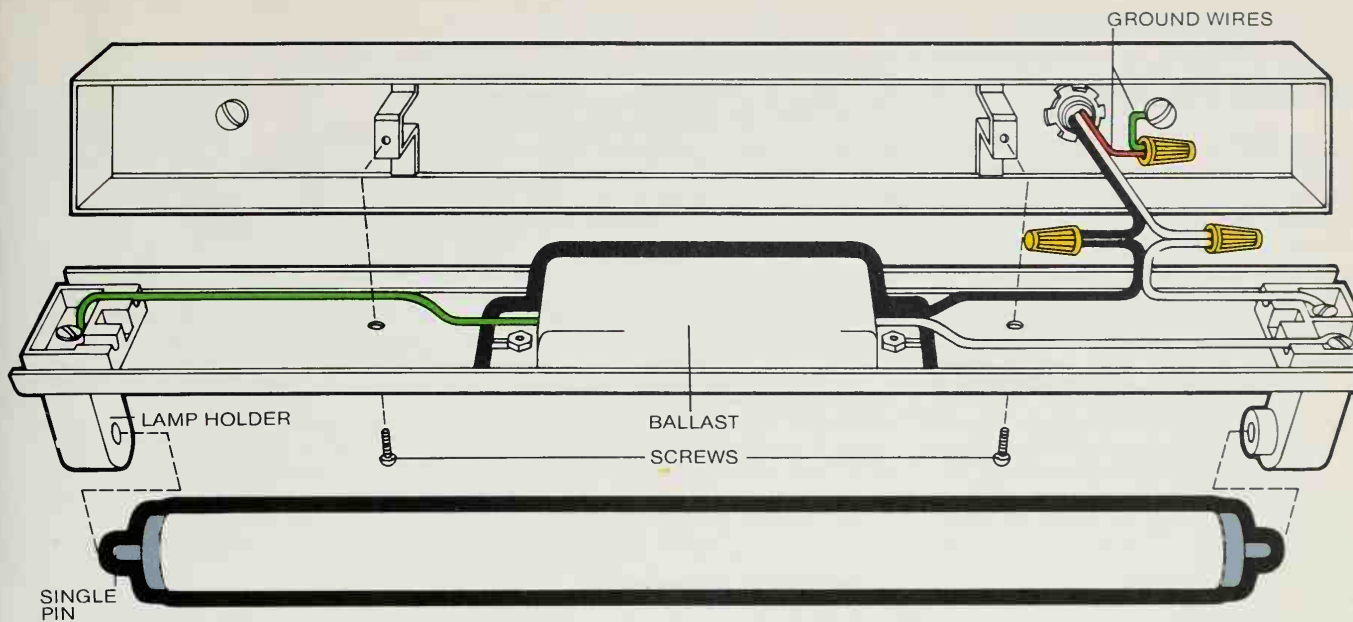 GROUND WIRES
LAMP HOLDER
BALLAST
SCREWS
SINGLE
PIN